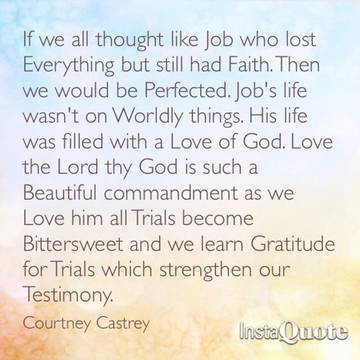 If we all thought like Job who lost
Everything but still had Faith. Then
we would be Perfected. Job's life
wasn't on Worldly things. His life
was filled with a Love of God. Love
the Lord thy God is such a
Beautiful commandment as we
Love him all Trials become
Bittersweet and we learn Gratitude
for Trials which strengthen our
Testimony.
Courtney Castrey
InstaQuote